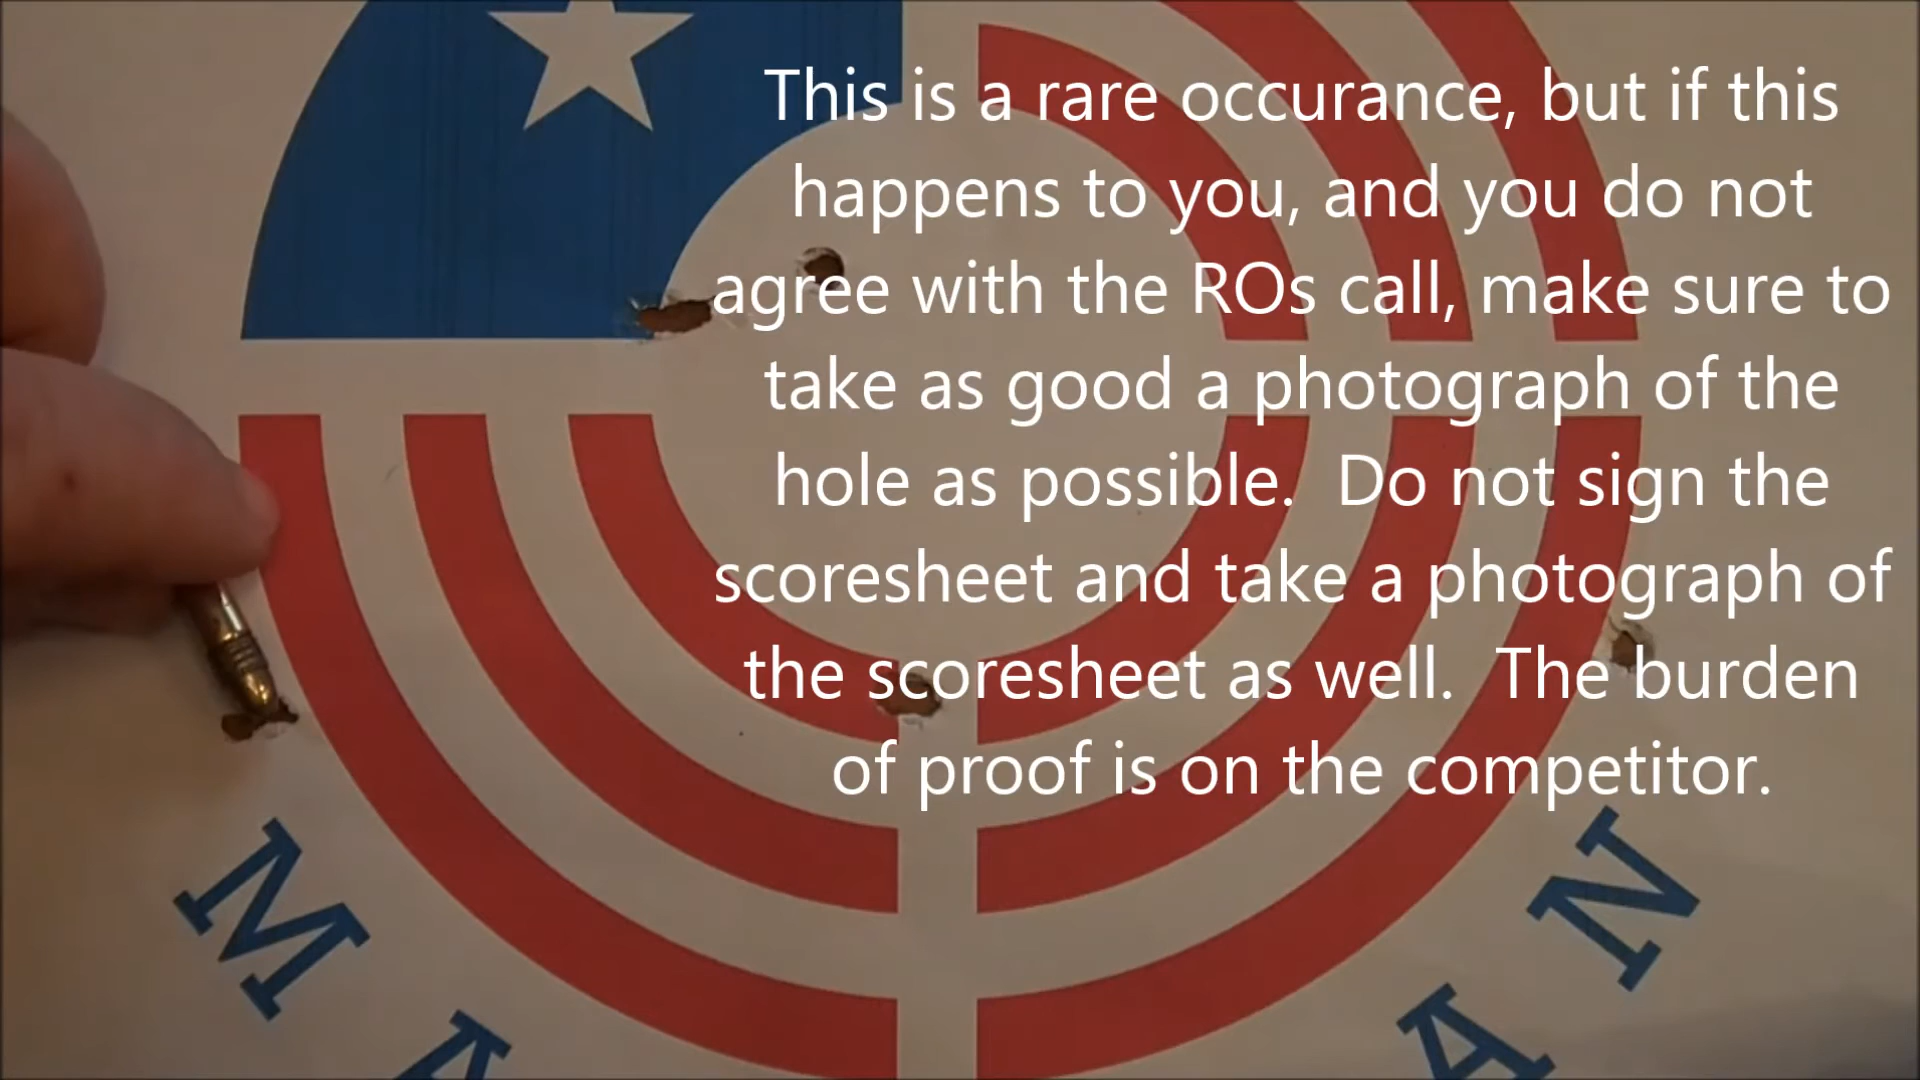 This is a rare occurance, but if this
happens to you, and you do not
agree with the ROs call, make sure to
take as good a photograph of the
hole as possible.  Do not sign the
scoresheet and take a photograph of
the scoresheet as well.  The burden
of proof is on the competitor.
MA
AN